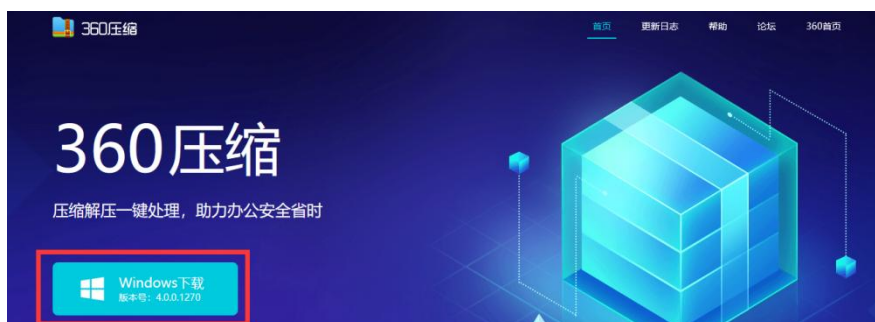 360压缩
首页 更新日志 帮助 论坛 360首页
360压缩
压缩解压一键处理，助力办公安全省时
Windows下载
版本号：4.0.0.1270